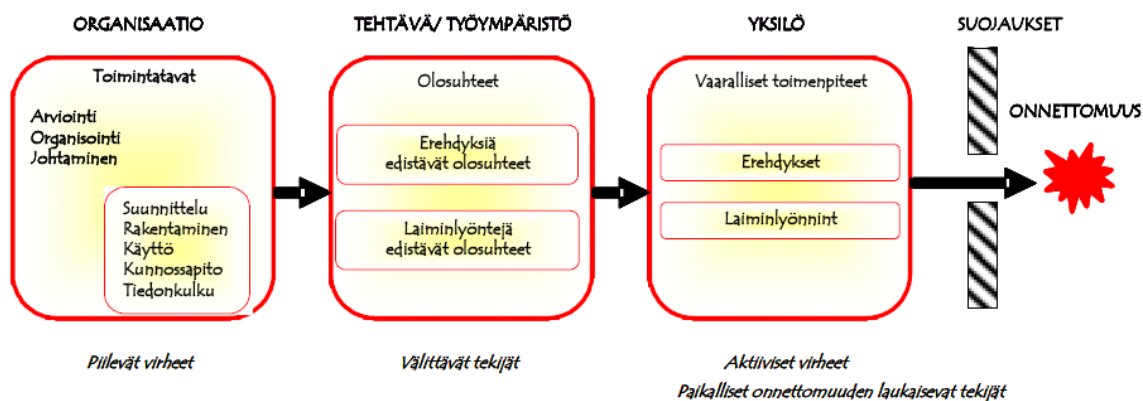 ORGANISAATIO
Toimintatavat
Arviointi
Organisointi
Johtaminen
Suunnittelu
Rakentaminen
Käyttö
Kunnossapito
Tiedonkulku
Piilevät virheet
TEHTÄVÄ/ TYÖYMPÄRISTÖ
Olosuhteet
Erehdyksiä
edistävät olosuhteet
Laiminlyöntejä
edistävät olosuhteet
Välittävät tekijät
YKSILÖ
Vaaralliset toimenpiteet
Erehdykset
Laiminlyönnint
Aktiiviset virheet
Paikalliset onnettomuuden laukaisevat tekijät
SUOJAUKSET
ONNETTOMUUS